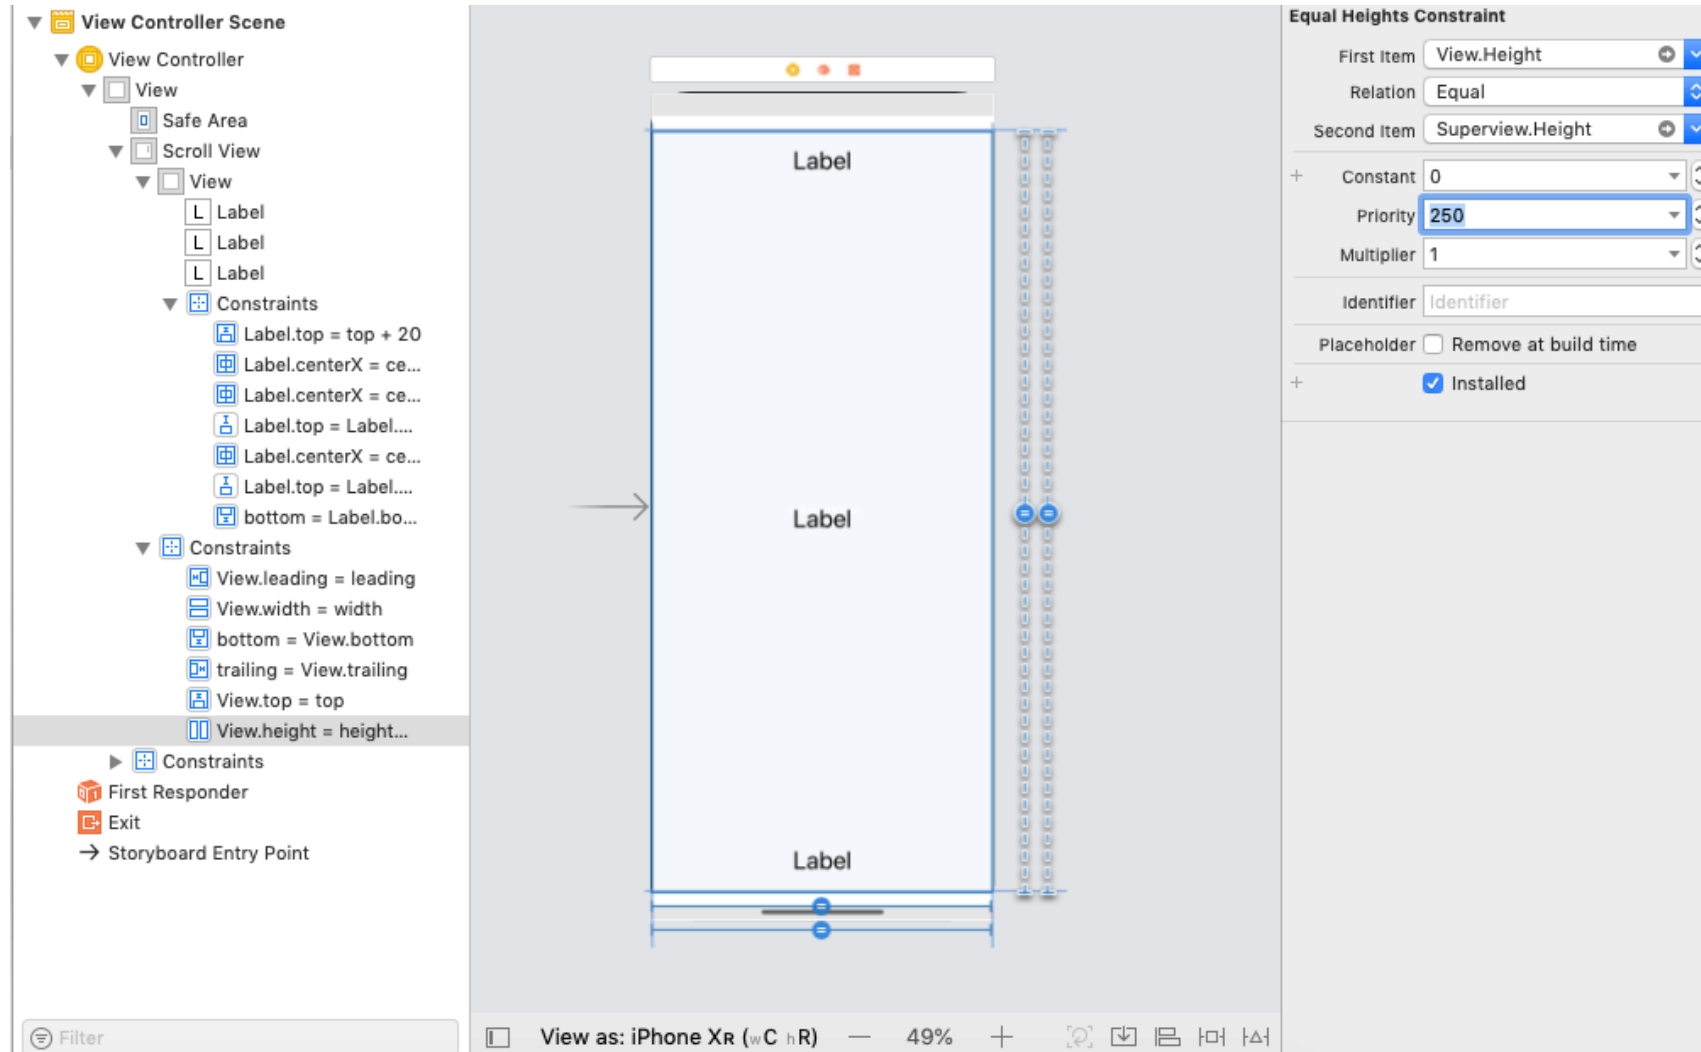 View Controller Scene
View Controller
View
Safe Area
Scroll View
View
L Label
L Label
L Label
Constraints
Label.top = top + 20
Label.centerX = ce...
Label.centerX = ce...
Label.top = Label....
Label.centerX = ce...
Label.top = Label....
bottom = Label.bo...
Constraints
View.leading = leading
View.width = width
bottom = View.bottom
trailing = View.trailing
View.top = top
View.height = height...
Constraints
First Responder
Exit
Storyboard Entry Point
Filter
Label
Label
Label
View as: iPhone XR (wC hR) — 49% +
Equal Heights Constraint
First Item View.Height
Relation Equal
Second Item Superview.Height
+ Constant 0
Priority 250
Multiplier 1
Identifier Identifier
Placeholder Remove at build time
+ Installed